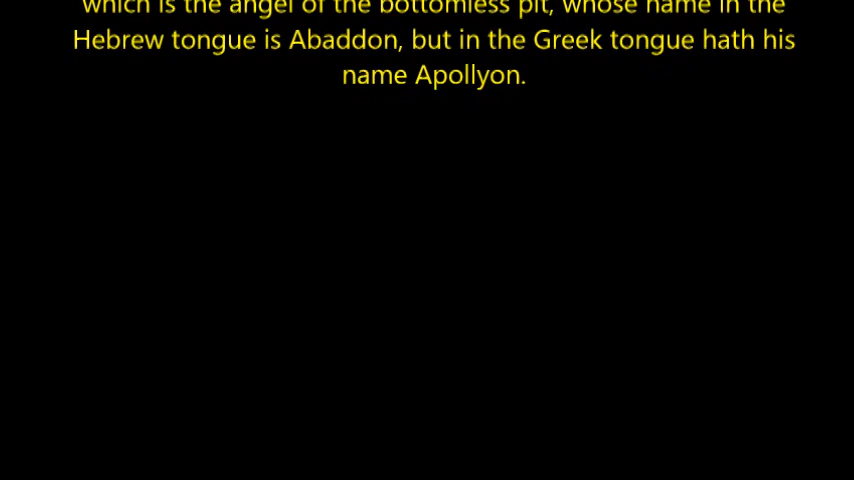 which is the angel of the bottomless pit, whose name in the
Hebrew tongue is Abaddon, but in the Greek tongue hath his
name Apollyon.